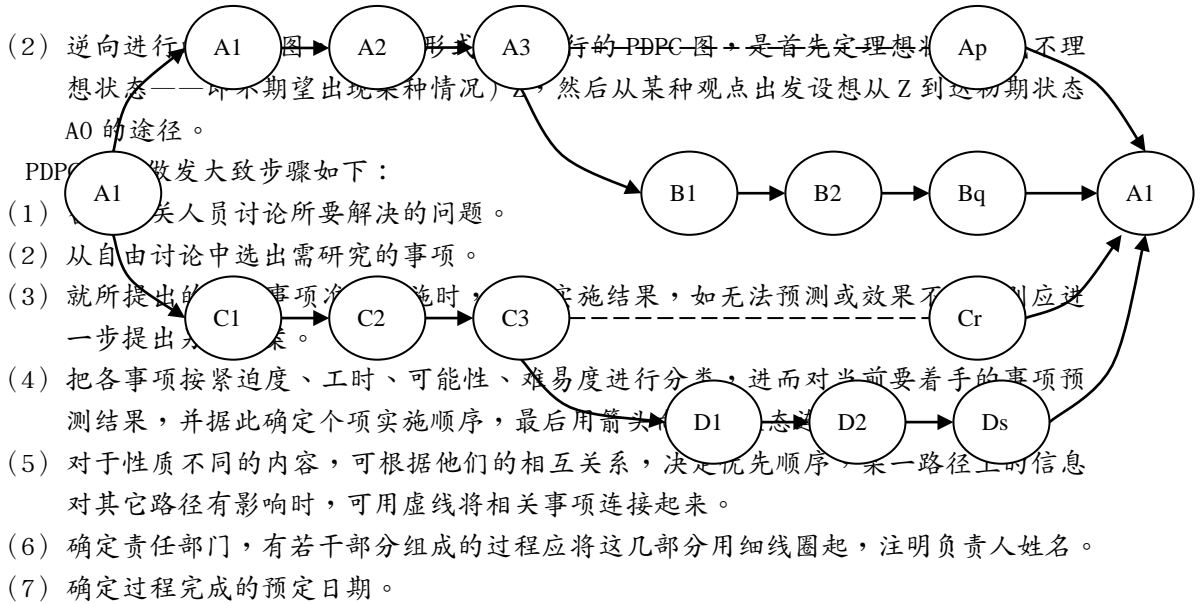 (2) 逆向进行 图 形式 行的 PDPC 图，是首先定理想状 不理
想状态——即不期望出现某种情况) Z，然后从某种观点出发设想从 Z 到达初期状态
A0 的途径。
A1 A2 A3 Ap
PDPC 做发大致步骤如下：
A1 B1 B2 Bq A1
(1) 关人员讨论所要解决的问题。
(2) 从自由讨论中选出需研究的事项。
(3) 就所提出的 事项准 施时， 实施结果，如无法预测或效果不 则应进
一步提出 案。
C1 C2 C3 Cr
(4) 把各事项按紧迫度、工时、可能性、难易度进行分类，进而对当前要着手的事项预
测结果，并据此确定个项实施顺序，最后用箭头 态
D1 D2 Ds
(5) 对于性质不同的内容，可根据他们的相互关系，决定优先顺序，某一路径上的信息
对其它路径有影响时，可用虚线将相关事项连接起来。
(6) 确定责任部门，有若干部分组成的过程应将这几部分用细线圈起，注明负责人姓名。
(7) 确定过程完成的预定日期。